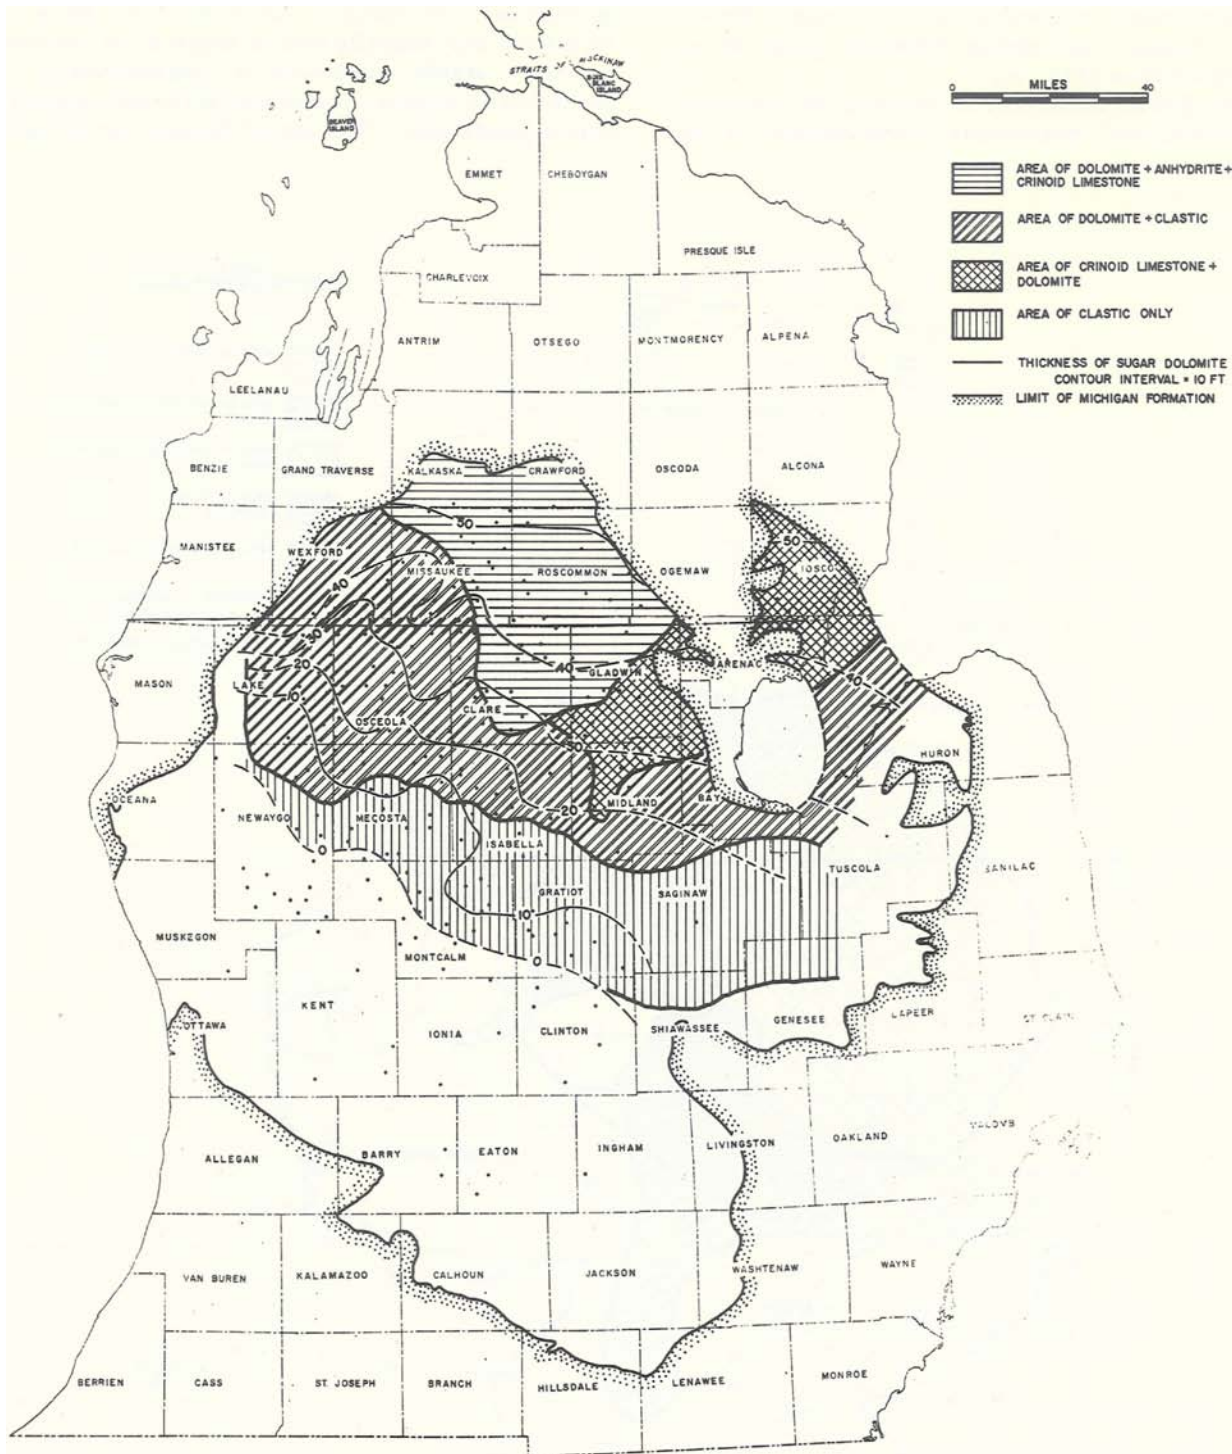 STRAITS OF MACKINAW
BOIS BLANC ISLAND
BEAVER ISLAND
0 MILES 40
EMMET
CHEBOYGAN
AREA OF DOLOMITE + ANHYDRITE +
CRINOID LIMESTONE
AREA OF DOLOMITE + CLASTIC
PRESQUE ISLE
CHARLEVOIX
AREA OF CRINOID LIMESTONE +
DOLOMITE
AREA OF CLASTIC ONLY
ANTRIM
OTSEGO
MONTMORENCY
ALPENA
THICKNESS OF SUGAR DOLOMITE
CONTOUR INTERVAL = 10 FT
LEELANAU
LIMIT OF MICHIGAN FORMATION
BENZIE
GRAND TRAVERSE
KALKASKA
CRAWFORD
OSCODA
ALCONA
50
50
MANISTEE
WEXFORD
MISSAUKEE
ROSCOMMON
OGEMAW
IOSCO
40
30
20
10
40
40
MASON
LAKE
OSCEOLA
CLARE
GLADWIN
ARENAC
30
HURON
OCEANA
NEWAYGO
MECOSTA
ISABELLA
20
MIDLAND
BAY
0
TUSCOLA
SANILAC
GRATIOT
SAGINAW
10
MUSKEGON
MONTCALM
0
KENT
OTTAWA
IONIA
CLINTON
SHIAWASSEE
GENESEE
LAPEER
ST CLAIR
ALLEGAN
BARRY
EATON
INGHAM
LIVINGSTON
OAKLAND
VAN BUREN
KALAMAZOO
CALHOUN
JACKSON
WASHTENAW
WAYNE
BERRIEN
CASS
ST. JOSEPH
BRANCH
HILLSDALE
LENAWEE
MONROE